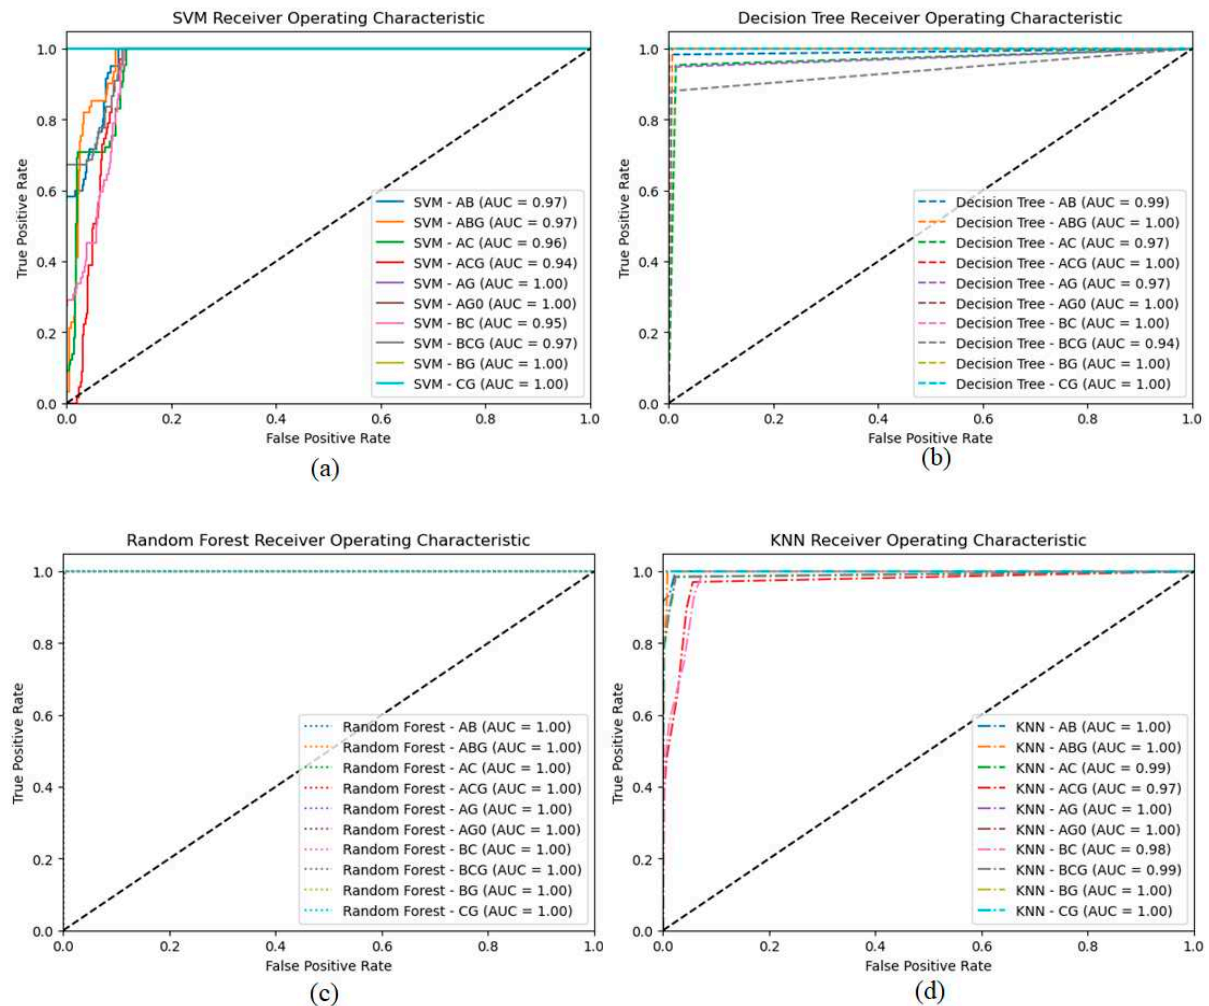 SVM Receiver Operating Characteristic
1.0
0.8
0.6
0.4
0.2
0.0
True Positive Rate
SVM - AB (AUC = 0.97)
SVM - ABG (AUC = 0.97)
SVM - AC (AUC = 0.96)
SVM - ACG (AUC = 0.94)
SVM - AG (AUC = 1.00)
SVM - AG0 (AUC = 1.00)
SVM - BC (AUC = 0.95)
SVM - BCG (AUC = 0.97)
SVM - BG (AUC = 1.00)
SVM - CG (AUC = 1.00)
0.0 0.2 0.4 0.6 0.8 1.0
False Positive Rate
(a)
Decision Tree Receiver Operating Characteristic
1.0
0.8
0.6
0.4
0.2
0.0
True Positive Rate
Decision Tree - AB (AUC = 0.99)
Decision Tree - ABG (AUC = 1.00)
Decision Tree - AC (AUC = 0.97)
Decision Tree - ACG (AUC = 1.00)
Decision Tree - AG (AUC = 0.97)
Decision Tree - AG0 (AUC = 1.00)
Decision Tree - BC (AUC = 1.00)
Decision Tree - BCG (AUC = 0.94)
Decision Tree - BG (AUC = 1.00)
Decision Tree - CG (AUC = 1.00)
0.0 0.2 0.4 0.6 0.8 1.0
False Positive Rate
(b)
Random Forest Receiver Operating Characteristic
1.0
0.8
0.6
0.4
0.2
0.0
True Positive Rate
Random Forest - AB (AUC = 1.00)
Random Forest - ABG (AUC = 1.00)
Random Forest - AC (AUC = 1.00)
Random Forest - ACG (AUC = 1.00)
Random Forest - AG (AUC = 1.00)
Random Forest - AG0 (AUC = 1.00)
Random Forest - BC (AUC = 1.00)
Random Forest - BCG (AUC = 1.00)
Random Forest - BG (AUC = 1.00)
Random Forest - CG (AUC = 1.00)
0.0 0.2 0.4 0.6 0.8 1.0
False Positive Rate
(c)
KNN Receiver Operating Characteristic
1.0
0.8
0.6
0.4
0.2
0.0
True Positive Rate
KNN - AB (AUC = 1.00)
KNN - ABG (AUC = 1.00)
KNN - AC (AUC = 0.99)
KNN - ACG (AUC = 0.97)
KNN - AG (AUC = 1.00)
KNN - AG0 (AUC = 1.00)
KNN - BC (AUC = 0.98)
KNN - BCG (AUC = 0.99)
KNN - BG (AUC = 1.00)
KNN - CG (AUC = 1.00)
0.0 0.2 0.4 0.6 0.8 1.0
False Positive Rate
(d)